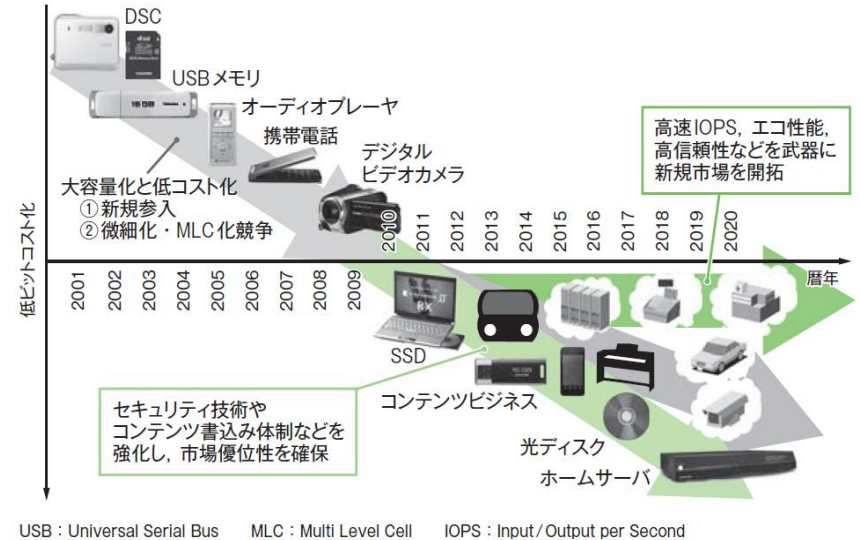 DSC
USBメモリ
16 GB
オーディオプレーヤ
携帯電話
デジタル
ビデオカメラ
大容量化と低コスト化
①新規参入
②微細化・MLC化競争
高速IOPS，エコ性能，
高信頼性などを武器に
新規市場を開拓
低ビットコスト化
2010 2011 2012 2013 2014 2015 2016 2017 2018 2019 2020
暦年
2001 2002 2003 2004 2005 2006 2007 2008 2009
RX
SSD
コンテンツビジネス
セキュリティ技術や
コンテンツ書込み体制などを
強化し，市場優位性を確保
光ディスク
ホームサーバ
USB：Universal Serial Bus MLC：Multi Level Cell IOPS：Input/Output per Second